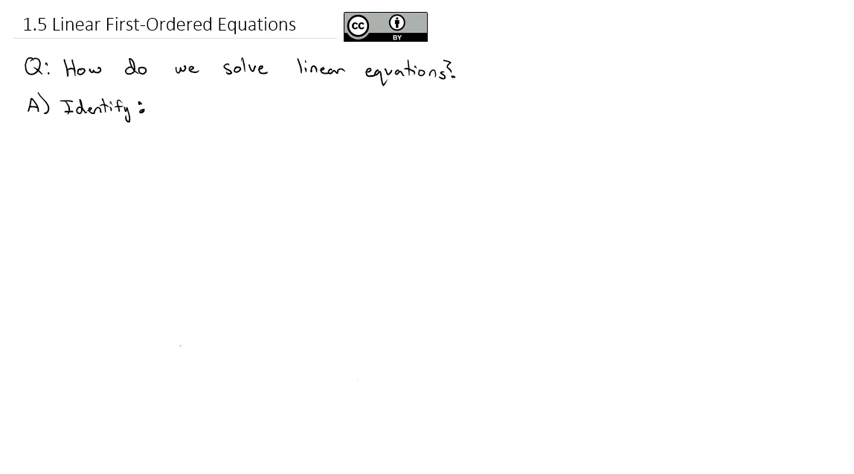 1.5 Linear First-Ordered Equations
cc BY
Q: How do we solve linear equations?
A) Identify: